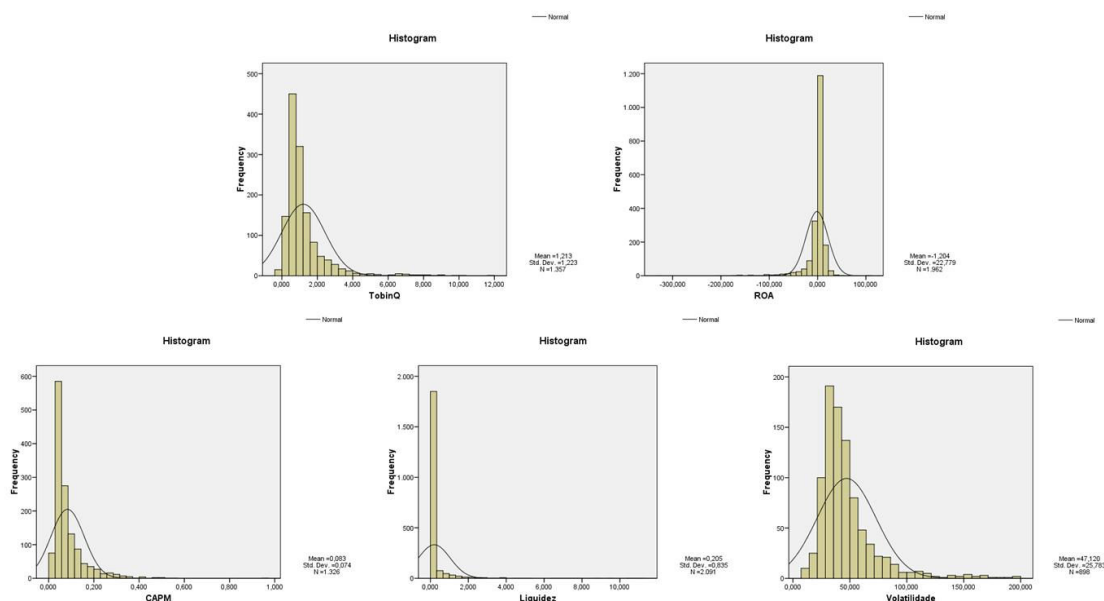 Normal
Normal
Histogram
Histogram
500
400
300
200
100
0
Frequency
0,000 2,000 4,000 6,000 8,000 10,000 12,000
TobinQ
Mean =1,213
Std. Dev. =1,223
N =1.357
1.200
1.000
800
600
400
200
0
Frequency
-300,000 -200,000 -100,000 0,000 100,000
ROA
Mean =-1,204
Std. Dev. =22,779
N =1.962
Normal
Normal
Normal
Histogram
Histogram
Histogram
600
500
400
300
200
100
0
Frequency
0,000 0,200 0,400 0,600 0,800 1,000
CAPM
Mean =0,083
Std. Dev. =0,074
N =1.326
2.000
1.500
1.000
500
0
Frequency
0,000 2,000 4,000 6,000 8,000 10,000
Liquidez
Mean =0,205
Std. Dev. =0,835
N =2.091
200
150
100
50
0
Frequency
0,000 50,000 100,000 150,000 200,000
Volatilidade
Mean =47,120
Std. Dev. =25,783
N =898